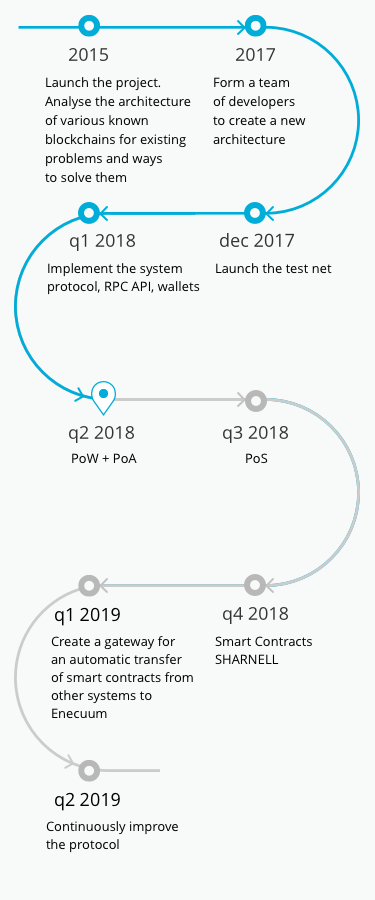 2015
Launch the project.
Analyse the architecture
of various known
blockchains for existing
problems and ways
to solve them
2017
Form a team
of developers
to create a new
architecture
dec 2017
Launch the test net
q1 2018
Implement the system
protocol, RPC API, wallets
q2 2018
PoW + PoA
q3 2018
PoS
q4 2018
Smart Contracts
SHARNELL
q1 2019
Create a gateway for
an automatic transfer
of smart contracts from
other systems to
Enecuum
q2 2019
Continuously improve
the protocol